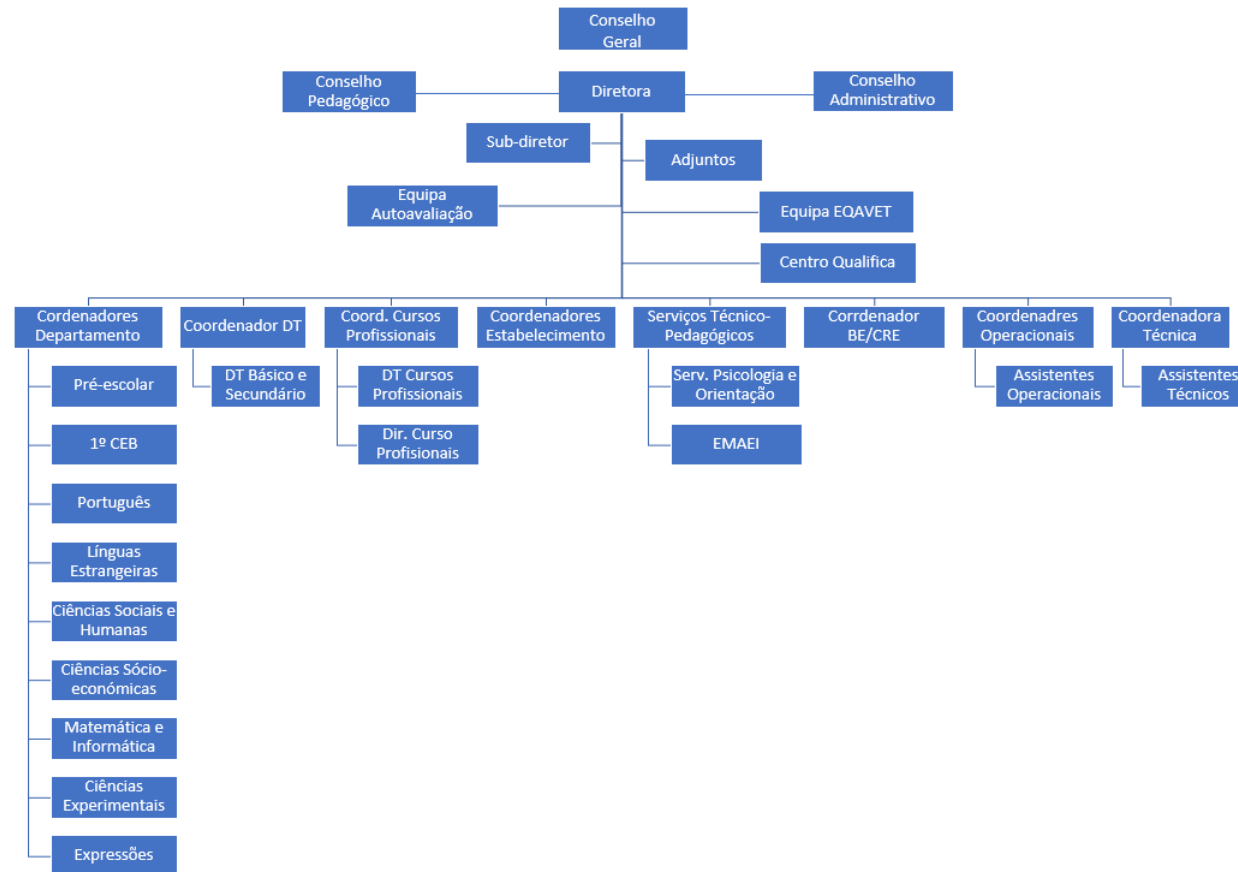 Conselho
Geral
Conselho
Pedagógico
Diretora
Conselho
Administrativo
Sub-diretor
Adjuntos
Equipa
Autoavaliação
Equipa EQAVET
Centro Qualifica
Cordenadores
Departamento
Coordenador DT
Coord. Cursos
Profissionais
Coordenadores
Estabelecimento
Serviços Técnico-
Pedagógicos
Corrdenador
BE/CRE
Coordenadres
Operacionais
Coordenadora
Técnica
Pré-escolar
1º CEB
Português
Línguas
Estrangeiras
Ciências Sociais e
Humanas
Ciências Sócio-
económicas
Matemática e
Informática
Ciências
Experimentais
Expressões
DT Básico e
Secundário
DT Cursos
Profissionais
Dir. Curso
Profisionais
Serv. Psicologia e
Orientação
EMAEI
Assistentes
Operacionais
Assistentes
Técnicos